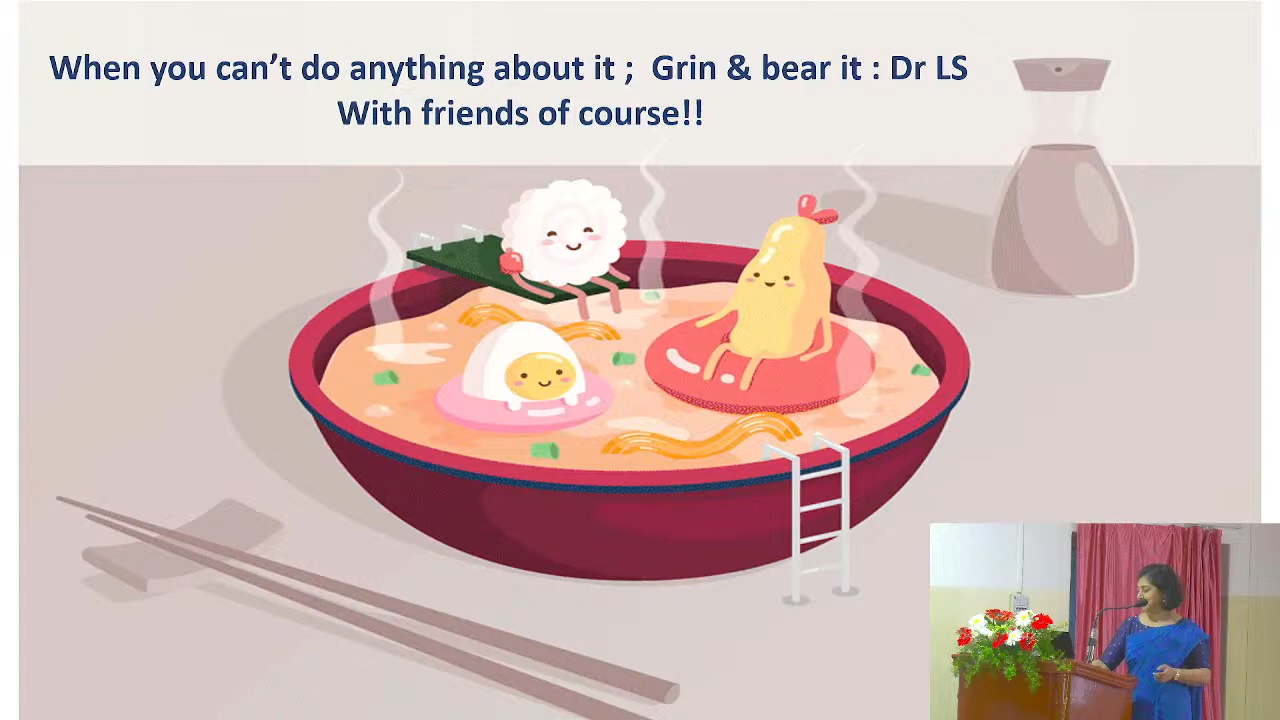 When you can't do anything about it ;  Grin & bear it : Dr LS
With friends of course!!